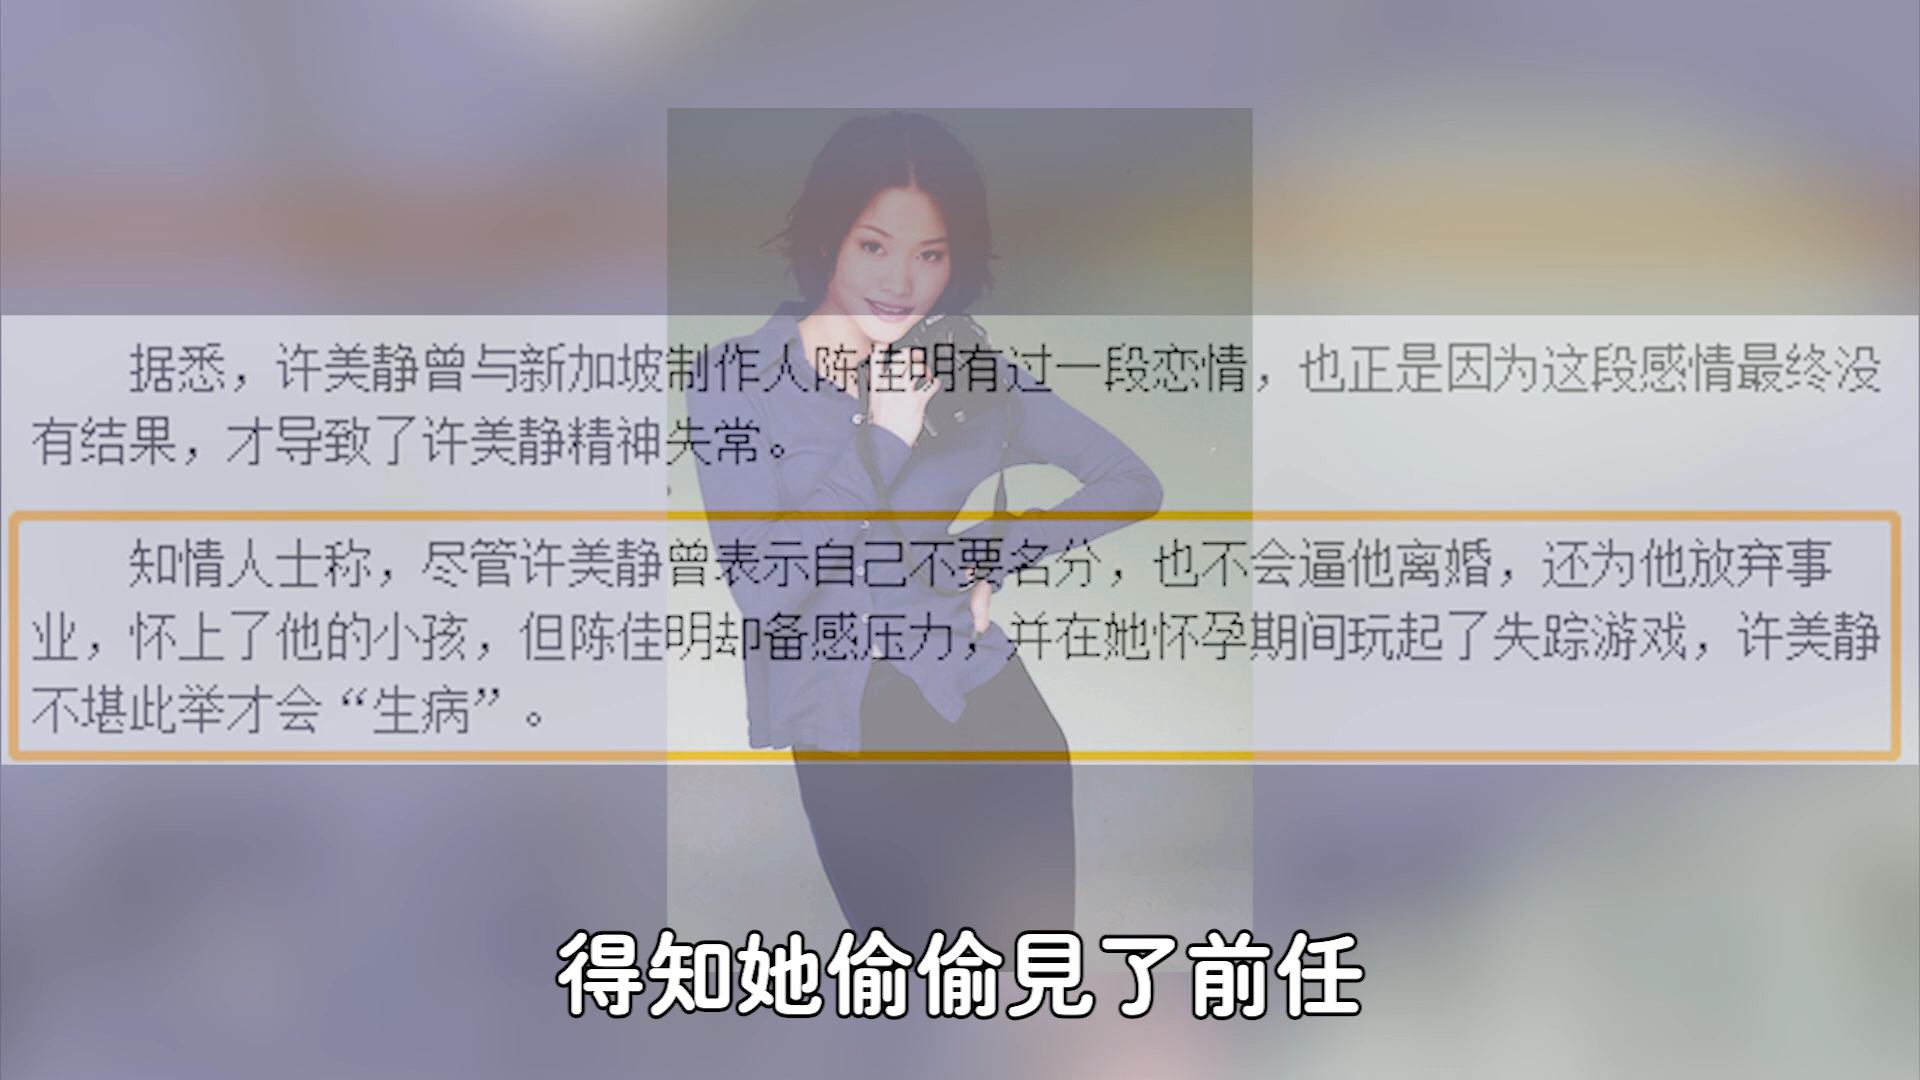 据悉，许美静曾与新加坡制作人陈佳明有过一段恋情，也正是因为这段感情最终没
有结果，才导致了许美静精神失常。
知情人士称，尽管许美静曾表示自己不要名分，也不会逼他离婚，还为他放弃事
业，怀上了他的小孩，但陈佳明却备感压力，并在她怀孕期间玩起了失踪游戏，许美静
不堪此举才会“生病”。
得知她偷偷見了前任